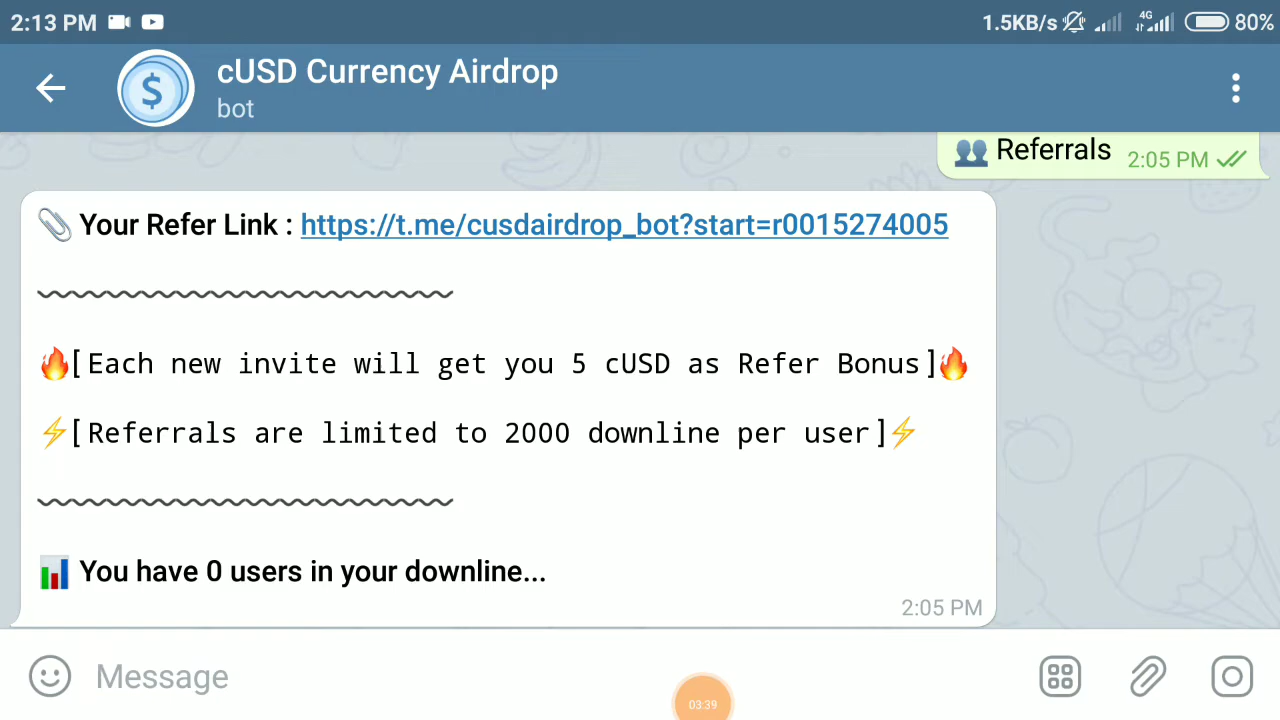 2:13 PM 1.5KB/s 4G 80%
cUSD Currency Airdrop
bot
👥 Referrals 2:05 PM
📎 Your Refer Link : https://t.me/cusdairdrop_bot?start=r0015274005
🔥[Each new invite will get you 5 cUSD as Refer Bonus]🔥
⚡[Referrals are limited to 2000 downline per user]⚡
📊 You have 0 users in your downline...
2:05 PM
Message
03:39